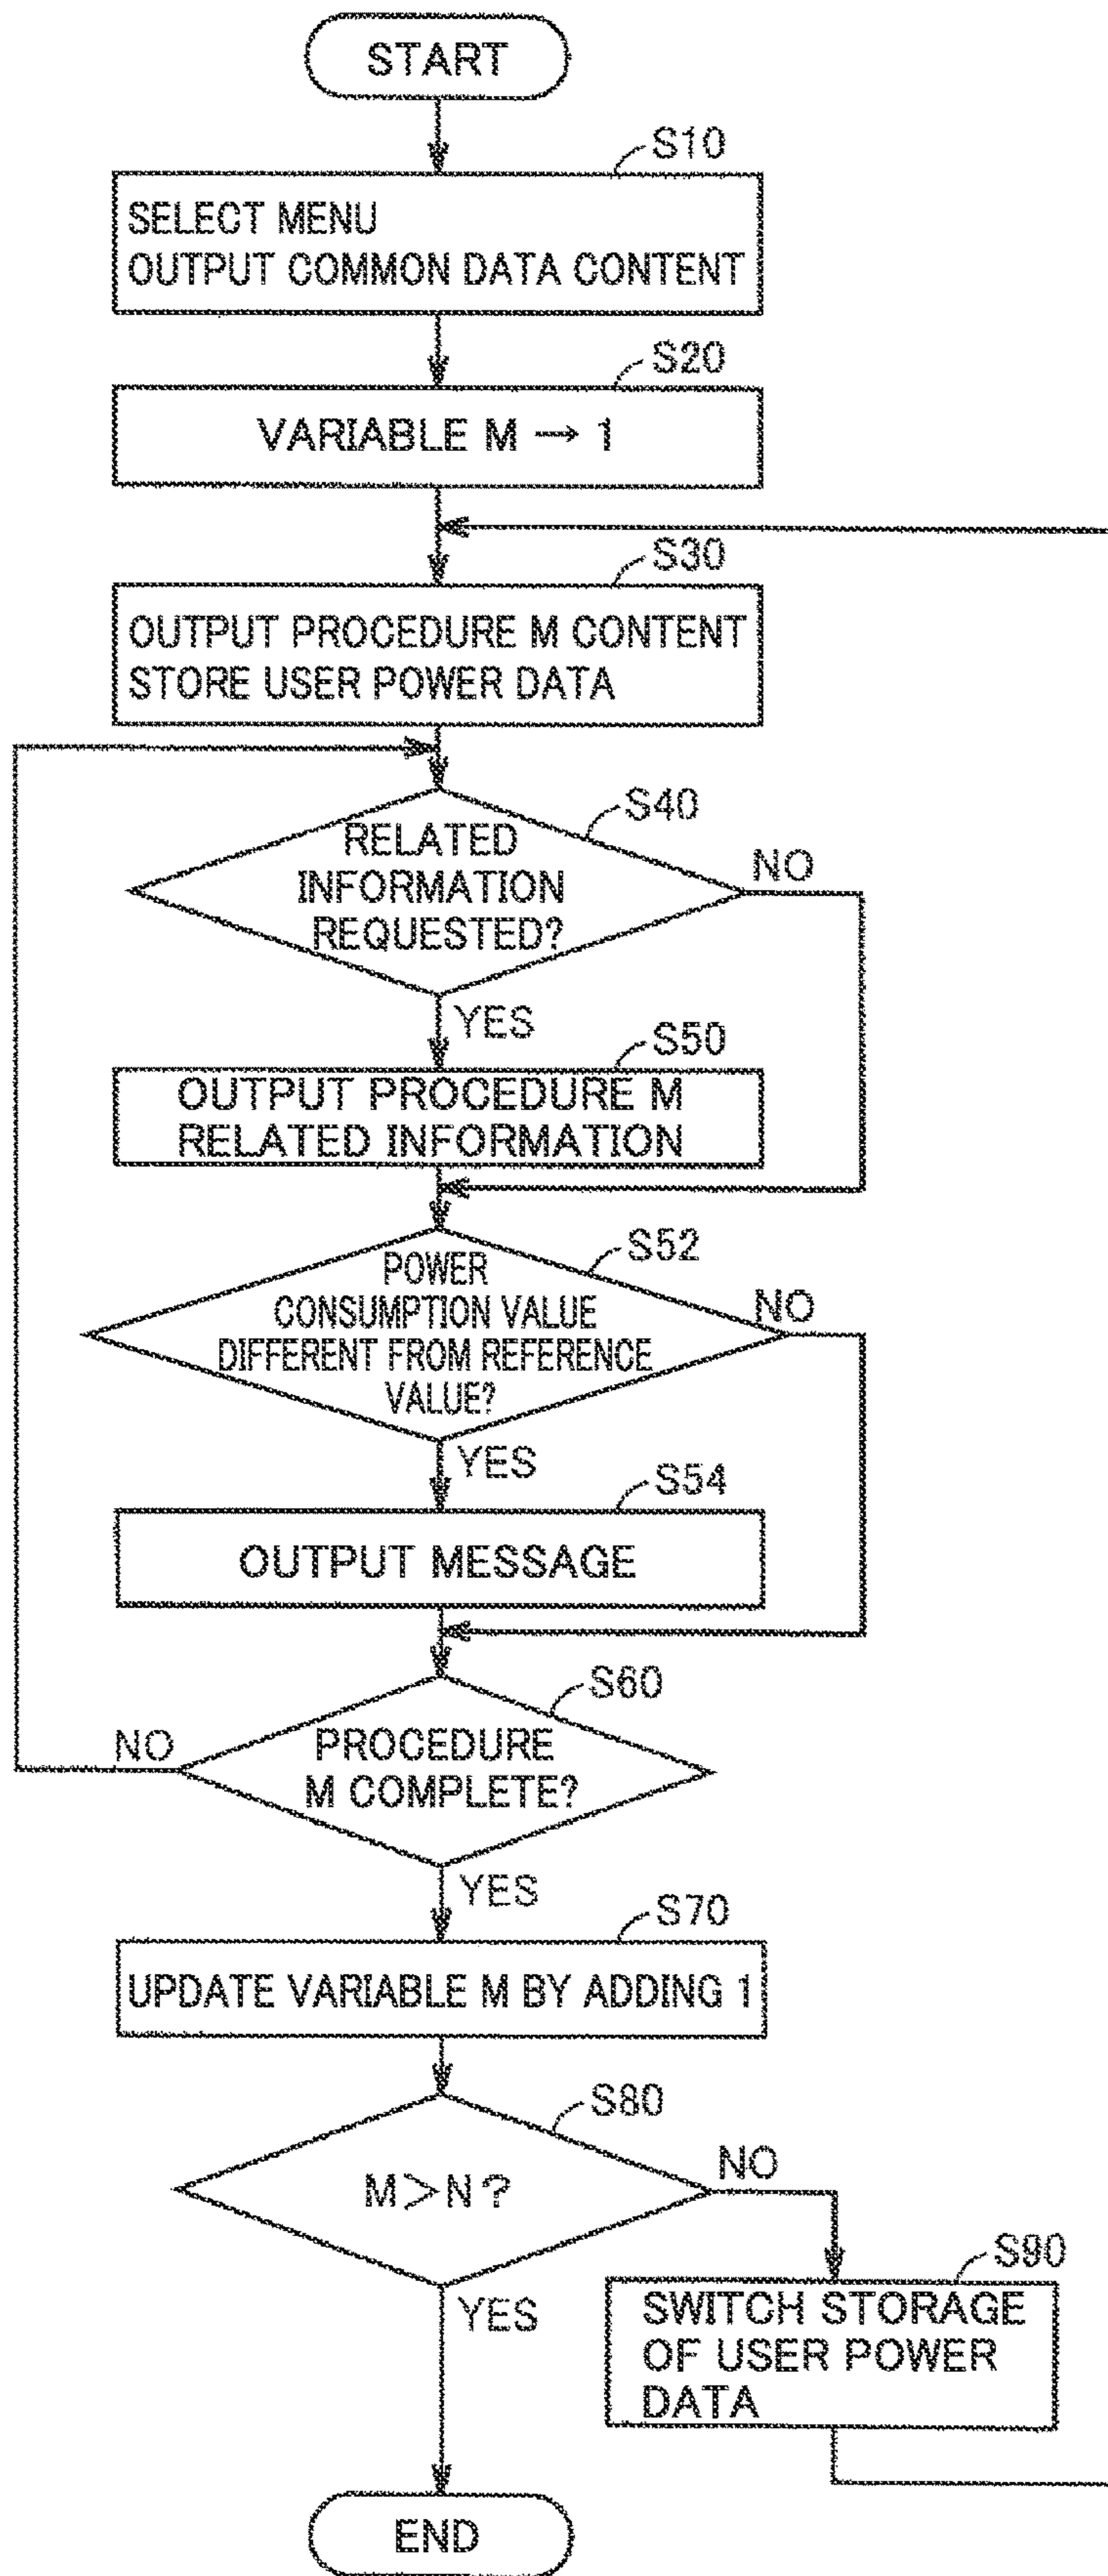 START
S10
SELECT MENU
OUTPUT COMMON DATA CONTENT
S20
VARIABLE M → 1
S30
OUTPUT PROCEDURE M CONTENT
STORE USER POWER DATA
S40
RELATED
INFORMATION
REQUESTED?
NO
YES
S50
OUTPUT PROCEDURE M
RELATED INFORMATION
S52
POWER
CONSUMPTION VALUE
DIFFERENT FROM REFERENCE
VALUE?
NO
YES
S54
OUTPUT MESSAGE
S60
PROCEDURE
M COMPLETE?
NO
YES
S70
UPDATE VARIABLE M BY ADDING 1
S80
M>N?
NO
YES
S90
SWITCH STORAGE
OF USER POWER
DATA
END